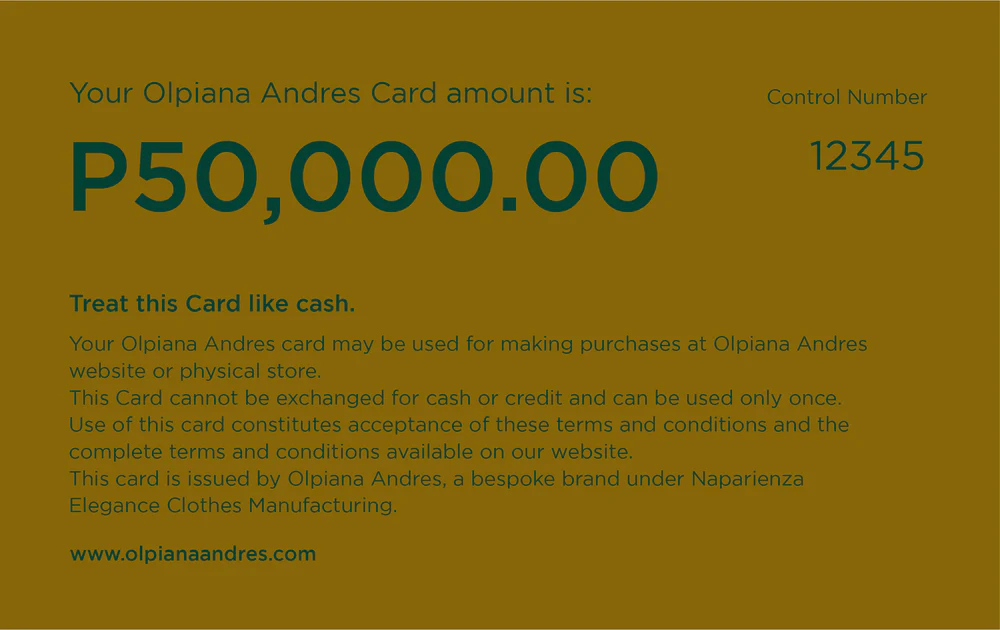 Your Olpiana Andres Card amount is:
Control Number
P50,000.00
12345
Treat this Card like cash.
Your Olpiana Andres card may be used for making purchases at Olpiana Andres
website or physical store.
This Card cannot be exchanged for cash or credit and can be used only once.
Use of this card constitutes acceptance of these terms and conditions and the
complete terms and conditions available on our website.
This card is issued by Olpiana Andres, a bespoke brand under Naparienza
Elegance Clothes Manufacturing.
www.olpianaandres.com